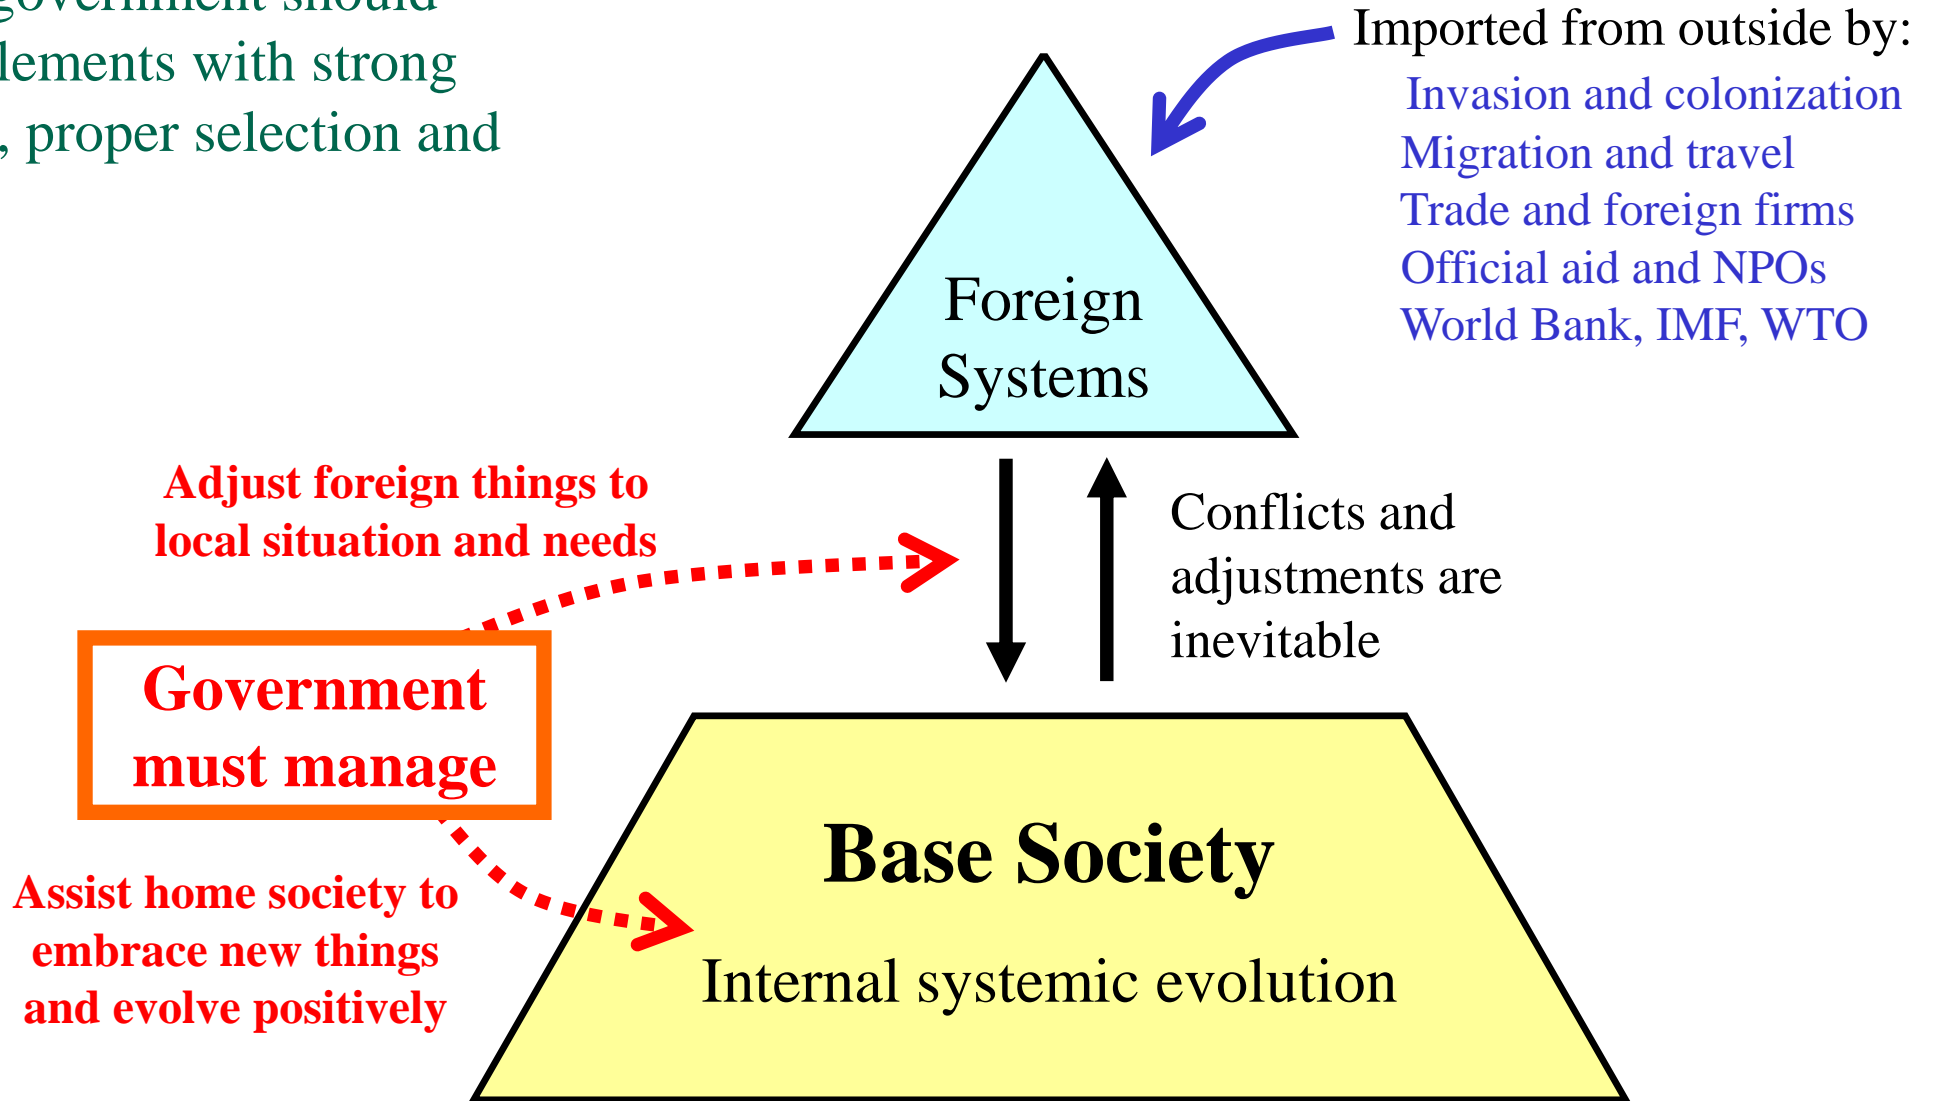 government should
lements with strong
, proper selection and
Imported from outside by:
Invasion and colonization
Migration and travel
Trade and foreign firms
Official aid and NPOs
World Bank, IMF, WTO
Foreign
Systems
Adjust foreign things to
local situation and needs
Conflicts and
adjustments are
inevitable
Government
must manage
Assist home society to
embrace new things
and evolve positively
Base Society
Internal systemic evolution